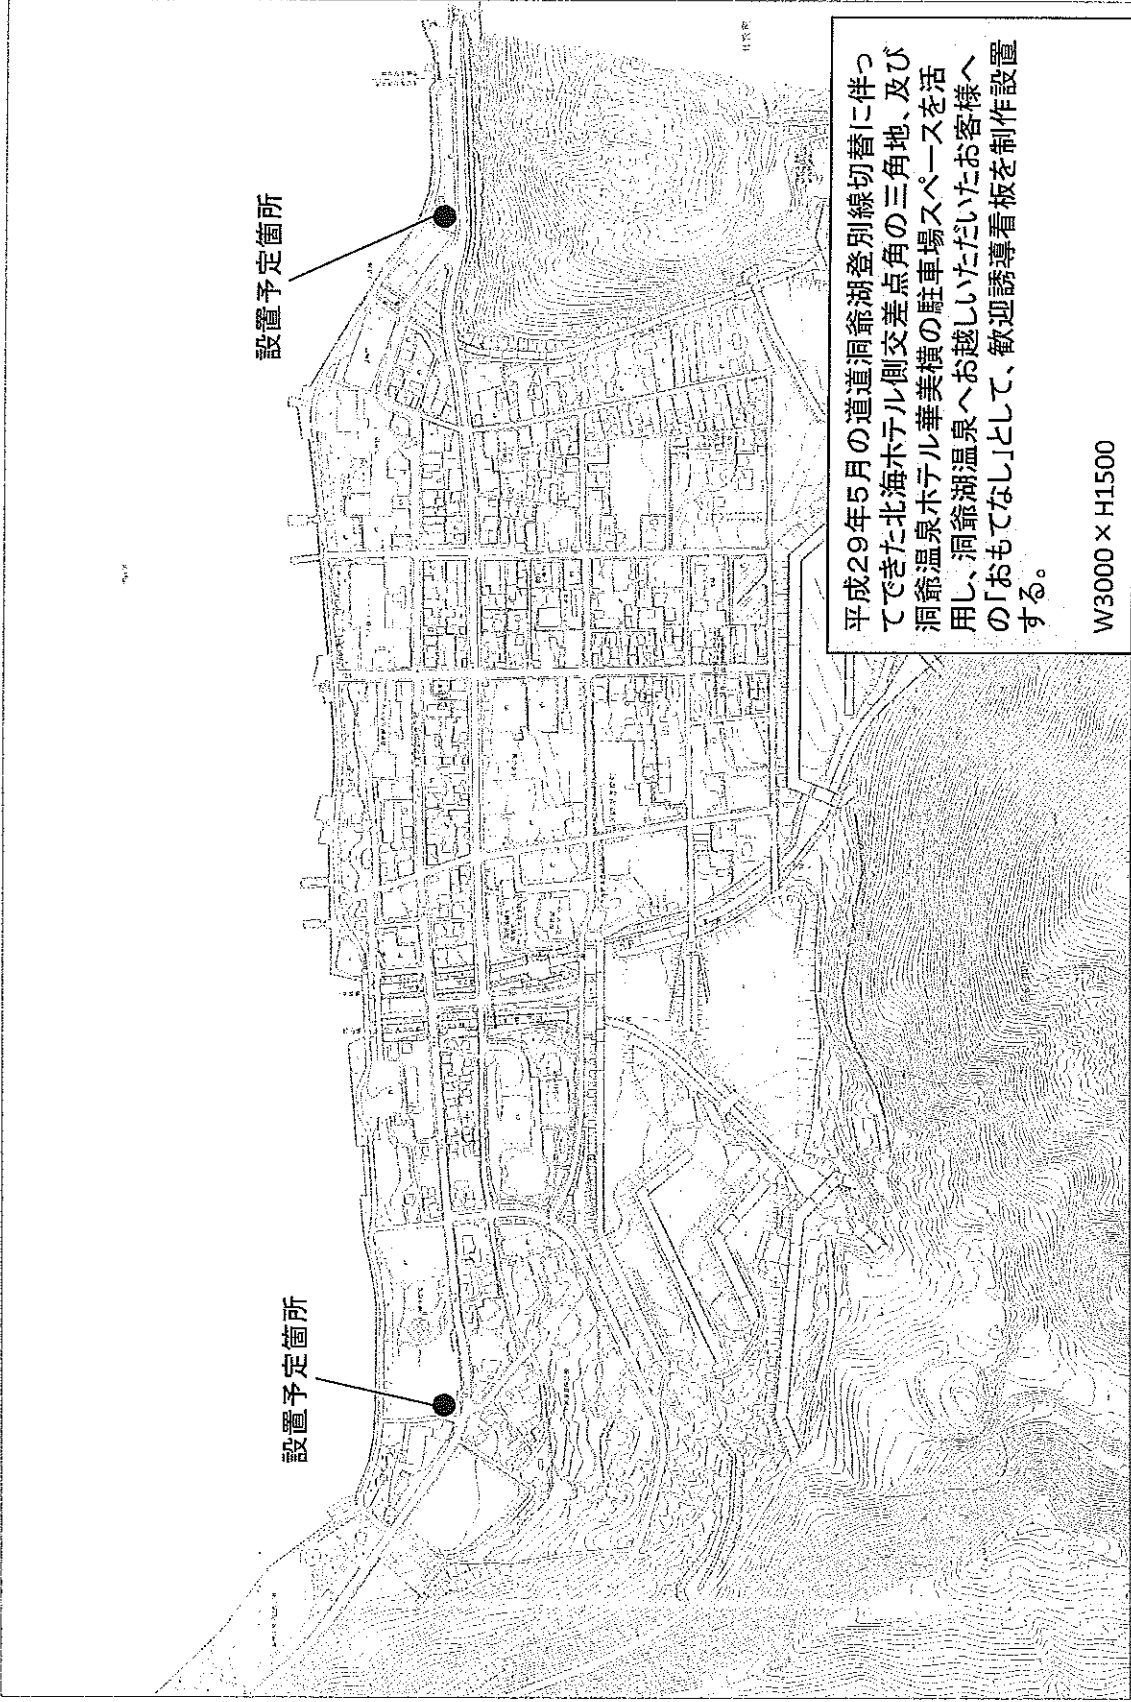 設置予定箇所
設置予定箇所
平成29年5月の道道洞爺湖登別線切替に伴っ
てできた北海ホテル側交差点角の三角地、及び
洞爺温泉ホテル華美横の駐車場スペースを活
用し、洞爺湖温泉へお越しいただいたお客様へ
の「おもてなし」として、歓迎誘導看板を制作設置
する。
W3000×H1500